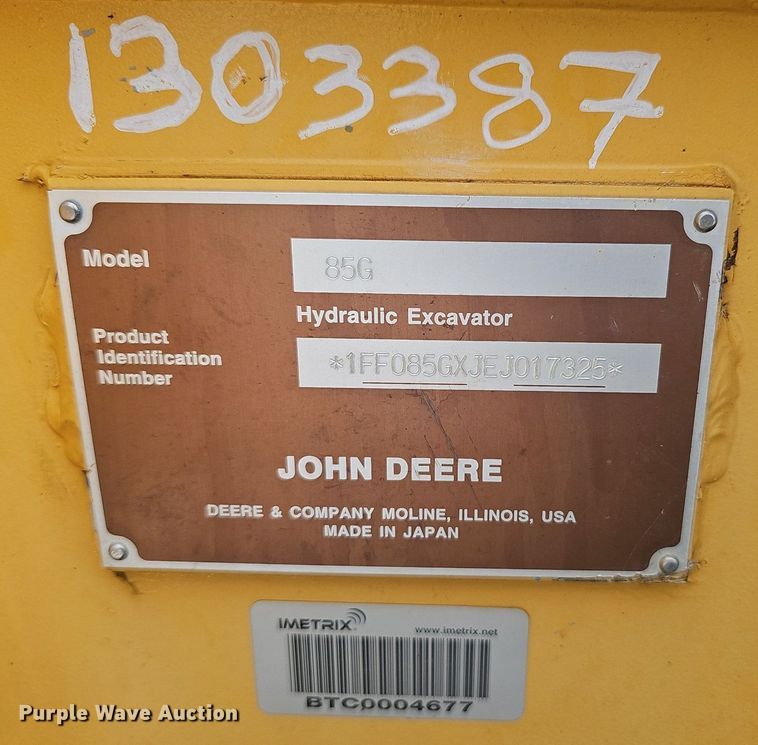 1303387
Model 85G
Hydraulic Excavator
Product
Identification
Number
*1FF085GXJEJ017325*
JOHN DEERE
DEERE & COMPANY MOLINE, ILLINOIS, USA
MADE IN JAPAN
IMETRIX
www.imetrix.net
BTC0004677
Purple Wave Auction